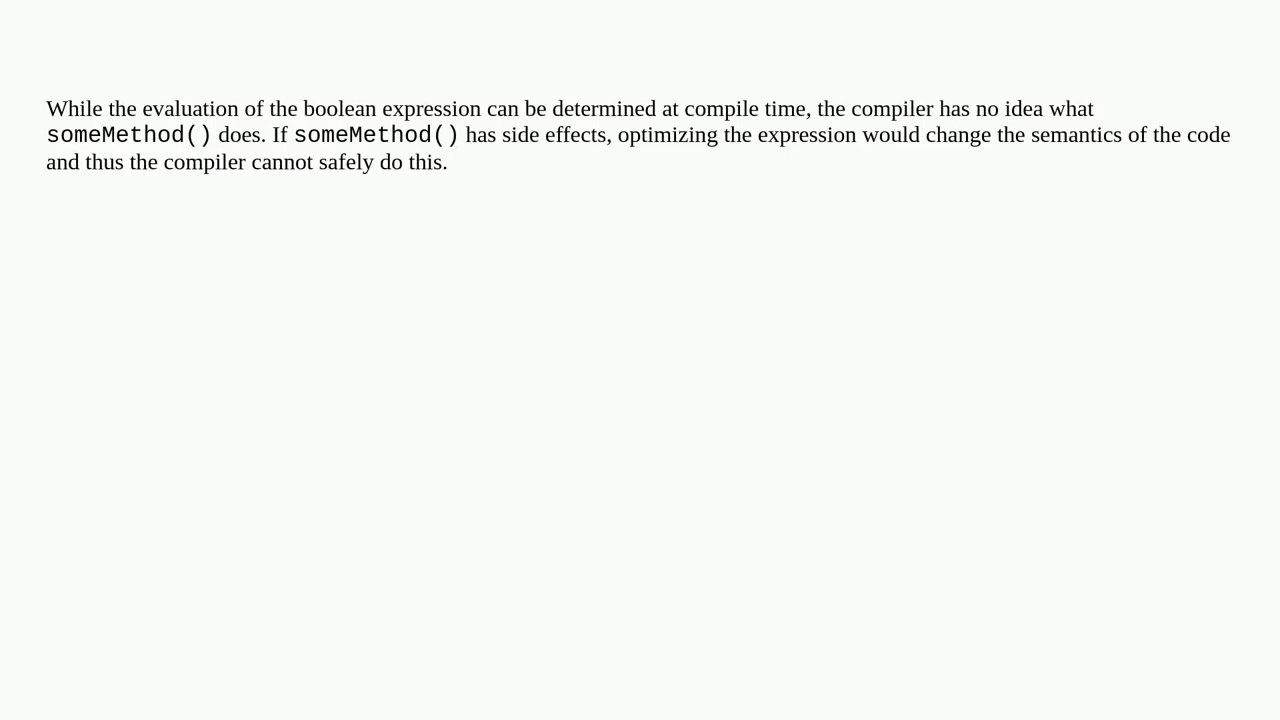 While the evaluation of the boolean expression can be determined at compile time, the compiler has no idea what
someMethod() does. If someMethod() has side effects, optimizing the expression would change the semantics of the code
and thus the compiler cannot safely do this.